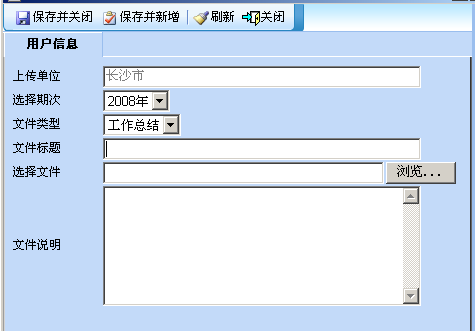 保存并关闭 保存并新增 刷新 关闭
用户信息
上传单位 长沙市
选择期次 2008年
文件类型 工作总结
文件标题
选择文件 浏览...
文件说明